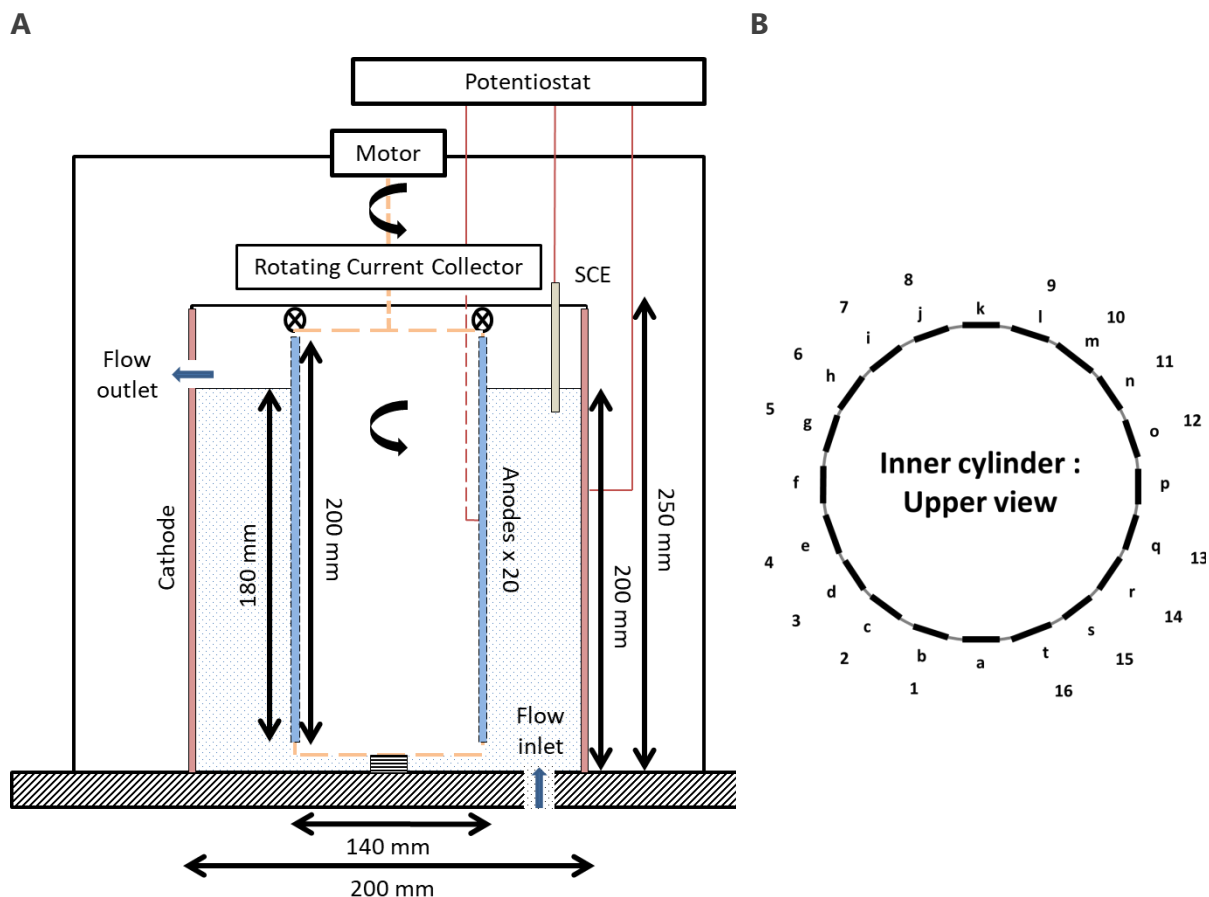 A
B
Potentiostat
Motor
Rotating Current Collector
SCE
Flow
outlet
Cathode
180 mm
200 mm
Anodes x 20
200 mm
250 mm
Flow
inlet
140 mm
200 mm
8
9
7
j
k
l
10
i
m
6
h
n
11
5
g
o
12
f
Inner cylinder :
Upper view
p
4
e
q
13
3
d
r
14
2
c
s
15
b
a
t
1
16